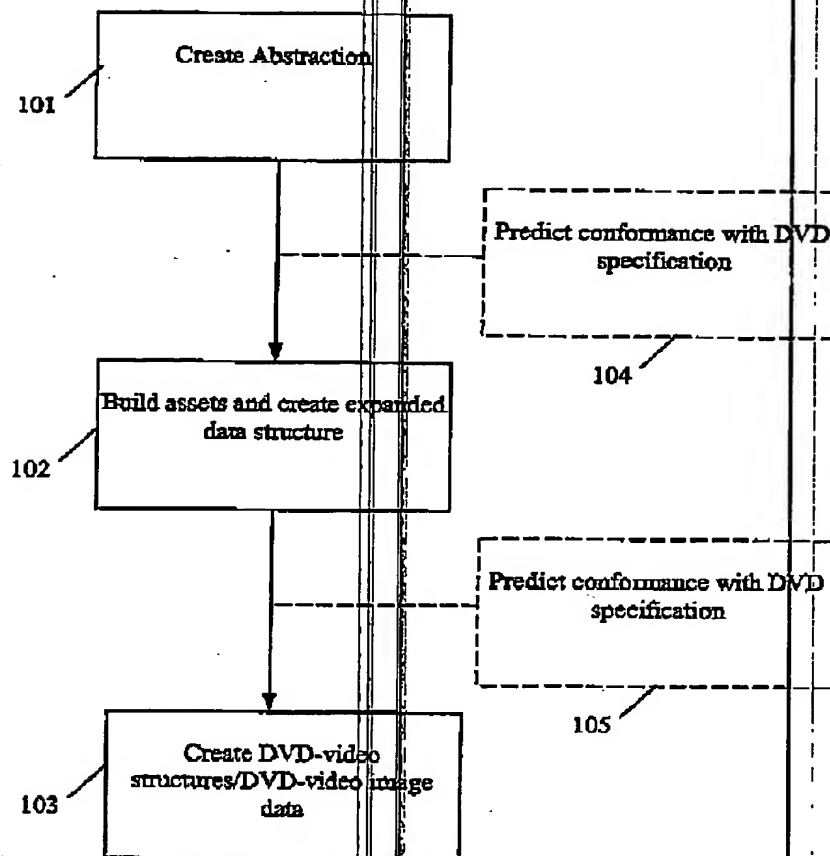 Create Abstraction
101
Predict conformance with DVD
specification
104
Build assets and create expanded
data structure
102
Predict conformance with DVD
specification
105
Create DVD-video
structures/DVD-video image
data
103